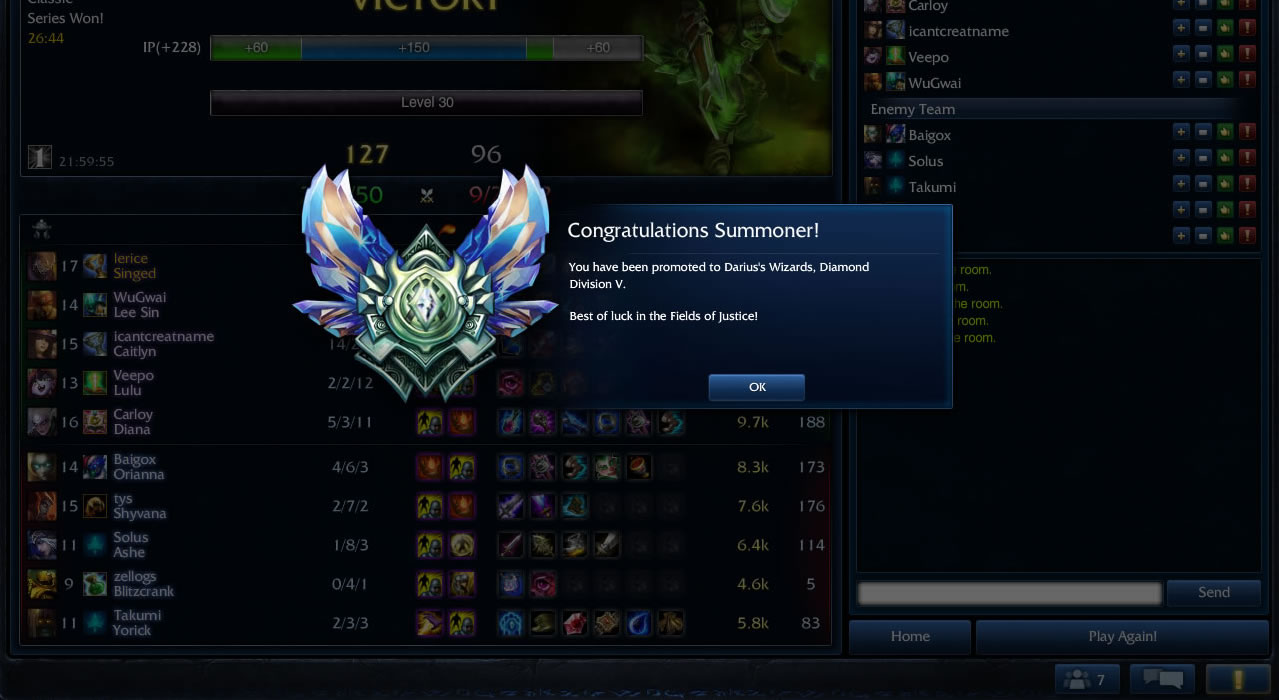 Classic
Series Won!
26:44
VICTORY
IP(+228)
+60
+150
+60
Level 30
21:59:55
127
96
17
lerice
Singed
14
WuGwai
Lee Sin
15
icantcreatname
Caitlyn
13
Veepo
Lulu
2/2/12
16
Carloy
Diana
5/3/11
9.7k
188
14
Baigox
Orianna
4/6/3
8.3k
173
15
tys
Shyvana
2/7/2
7.6k
176
11
Solus
Ashe
1/8/3
6.4k
114
9
zellogs
Blitzcrank
0/4/1
4.6k
5
11
Takumi
Yorick
2/3/3
5.8k
83
Congratulations Summoner!
You have been promoted to Darius's Wizards, Diamond
Division V.
Best of luck in the Fields of Justice!
OK
Carloy
icantcreatname
Veepo
WuGwai
Enemy Team
Baigox
Solus
Takumi
room.
room.
room.
room.
Send
Home
Play Again!
7